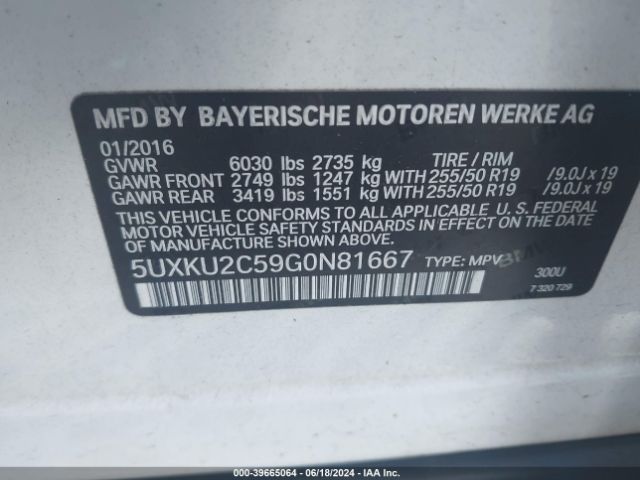 MFD BY BAYERISCHE MOTOREN WERKE AG
01/2016
GVWR 6030 lbs 2735 kg TIRE / RIM
GAWR FRONT 2749 lbs 1247 kg WITH 255/50 R19 /9.0J x 19
GAWR REAR 3419 lbs 1551 kg WITH 255/50 R19 /9.0J x 19
THIS VEHICLE CONFORMS TO ALL APPLICABLE U. S. FEDERAL
MOTOR VEHICLE SAFETY STANDARDS IN EFFECT ON THE DATE
OF MANUFACTURE SHOWN ABOVE.
5UXKU2C59G0N81667 TYPE: MPV
300U
7 320 729
000-39665064 - 06/18/2024 - IAA Inc.